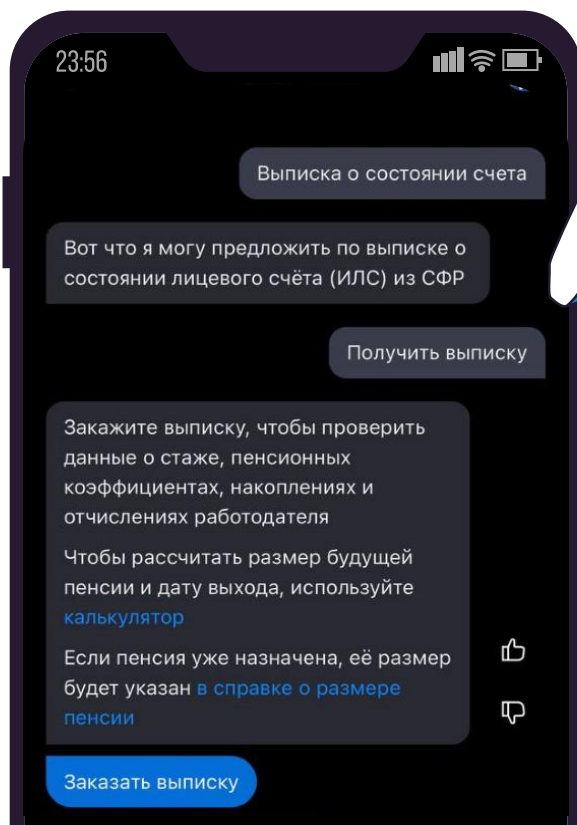 23:56
Выписка о состоянии счета
Вот что я могу предложить по выписке о
состоянии лицевого счёта (ИЛС) из СФР
Получить выписку
Закажите выписку, чтобы проверить
данные о стаже, пенсионных
коэффициентах, накоплениях и
отчислениях работодателя
Чтобы рассчитать размер будущей
пенсии и дату выхода, используйте
калькулятор
Если пенсия уже назначена, её размер
будет указан в справке о размере
пенсии
Заказать выписку